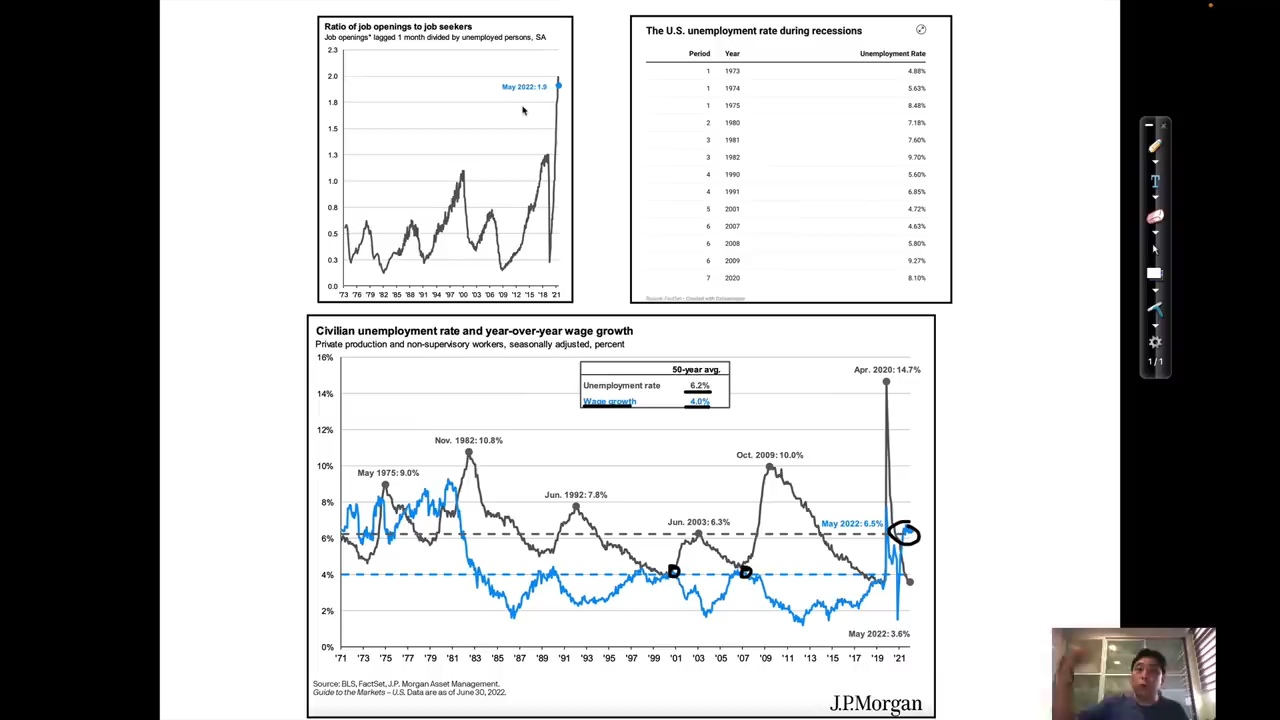 Ratio of job openings to job seekers
Job openings* lagged 1 month divided by unemployed persons, SA
2.3
2.0
1.8
1.5
1.3
1.0
0.8
0.5
0.3
0.0
May 2022: 1.9
'73 '76 '79 '82 '85 '88 '91 '94 '97 '00 '03 '06 '09 '12 '15 '18 '21
The U.S. unemployment rate during recessions
Period Year Unemployment Rate
1 1973 4.88%
1 1974 5.63%
1 1975 8.48%
2 1980 7.18%
3 1981 7.60%
3 1982 9.70%
4 1990 5.60%
4 1991 6.85%
5 2001 4.72%
6 2007 4.63%
6 2008 5.80%
6 2009 9.27%
7 2020 8.10%
Source: FactSet • Created with Datawrapper
T
1/1
Civilian unemployment rate and year-over-year wage growth
Private production and non-supervisory workers, seasonally adjusted, percent
16%
14%
12%
10%
8%
6%
4%
2%
0%
50-year avg.
Unemployment rate 6.2%
Wage growth 4.0%
Apr. 2020: 14.7%
Nov. 1982: 10.8%
May 1975: 9.0%
Oct. 2009: 10.0%
Jun. 1992: 7.8%
Jun. 2003: 6.3%
May 2022: 6.5%
May 2022: 3.6%
'71 '73 '75 '77 '79 '81 '83 '85 '87 '89 '91 '93 '95 '97 '99 '01 '03 '05 '07 '09 '11 '13 '15 '17 '19 '21
Source: BLS, FactSet, J.P. Morgan Asset Management.
Guide to the Markets – U.S. Data are as of June 30, 2022.
J.P.Morgan